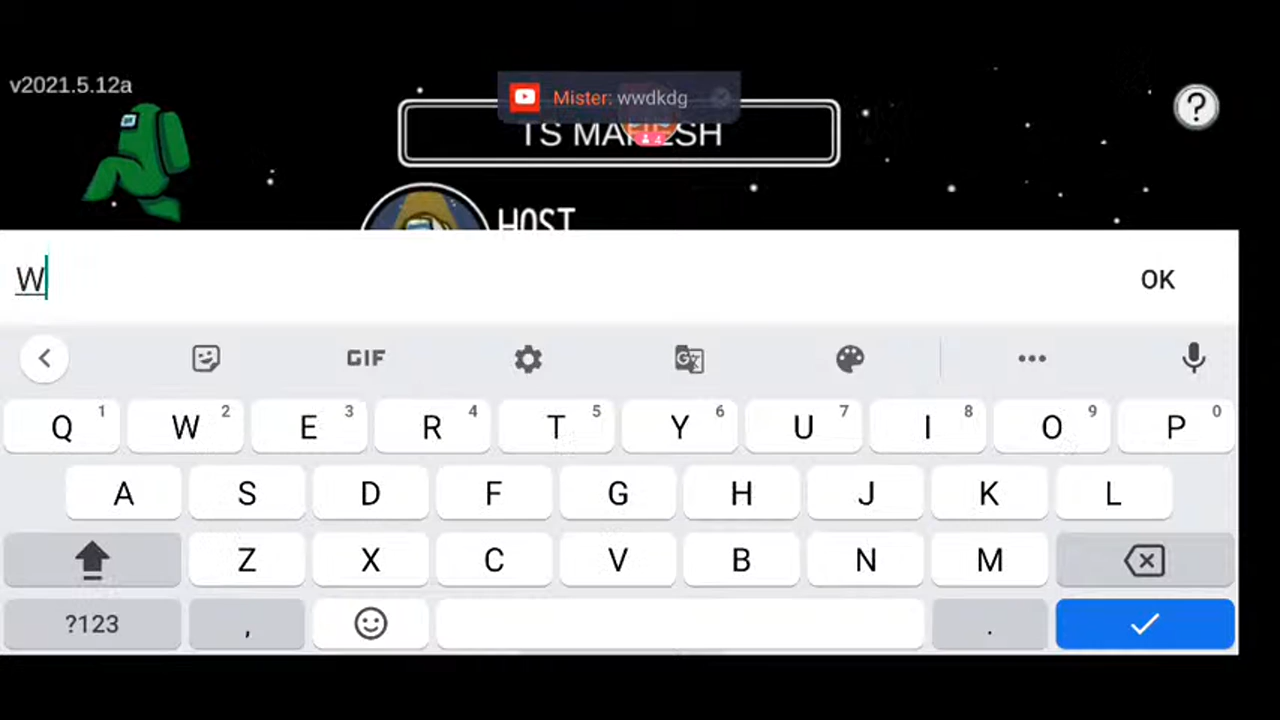 v2021.5.12a
Mister: wwdkdg
4
HOST
W
OK
GIF
Q 1 W 2 E 3 R 4 T 5 Y 6 U 7 I 8 O 9 P 0
A S D F G H J K L
Z X C V B N M
?123 , .